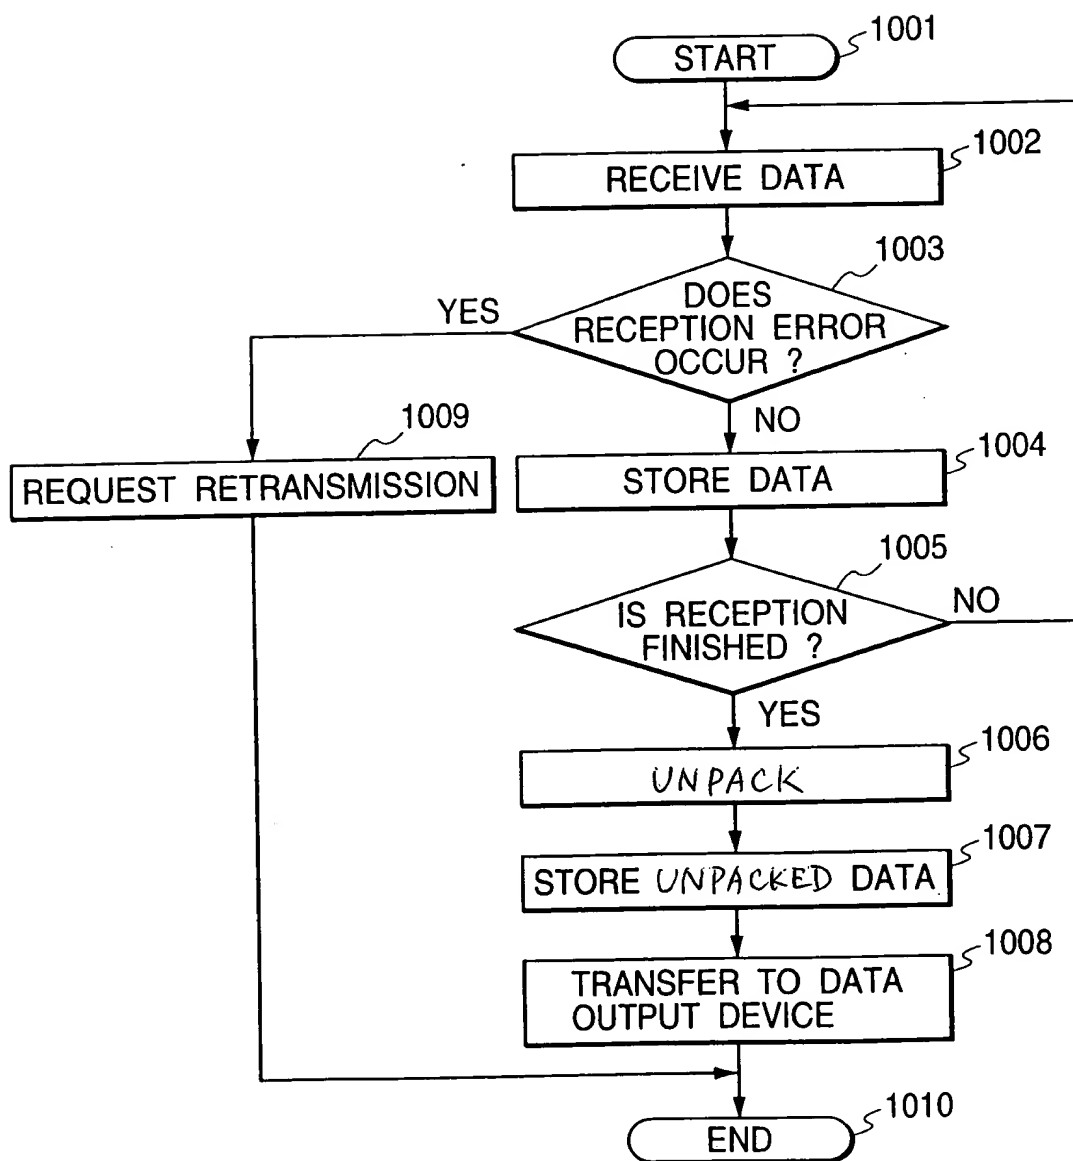 1001
START
1002
RECEIVE DATA
1003
DOES
RECEPTION ERROR
OCCUR ?
YES
NO
1009
REQUEST RETRANSMISSION
1004
STORE DATA
1005
IS RECEPTION
FINISHED ?
NO
YES
1006
UNPACK
1007
STORE UNPACKED DATA
1008
TRANSFER TO DATA
OUTPUT DEVICE
1010
END